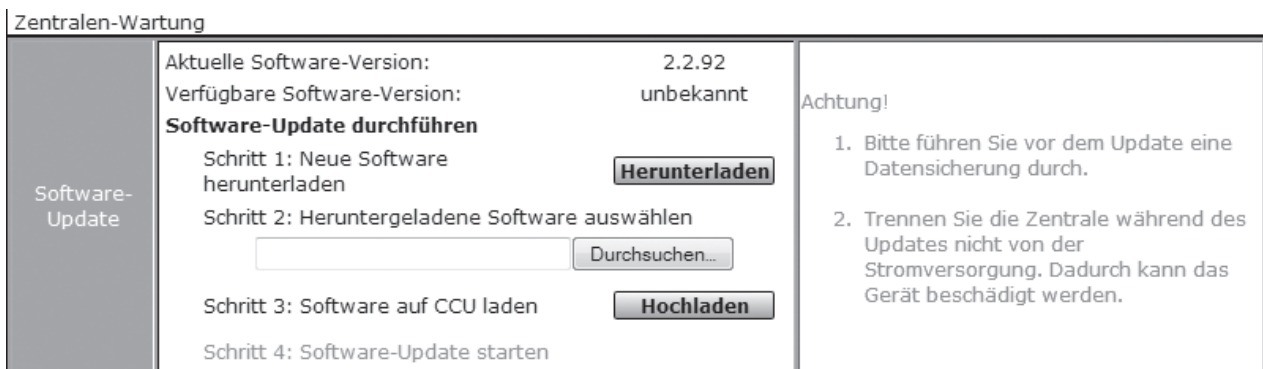 Zentralen-Wartung
Software-
Update
Aktuelle Software-Version: 2.2.92
Verfügbare Software-Version: unbekannt
Software-Update durchführen
Schritt 1: Neue Software
herunterladen
Herunterladen
Schritt 2: Heruntergeladene Software auswählen
Durchsuchen...
Schritt 3: Software auf CCU laden
Hochladen
Schritt 4: Software-Update starten
Achtung!
1. Bitte führen Sie vor dem Update eine
Datensicherung durch.
2. Trennen Sie die Zentrale während des
Updates nicht von der
Stromversorgung. Dadurch kann das
Gerät beschädigt werden.